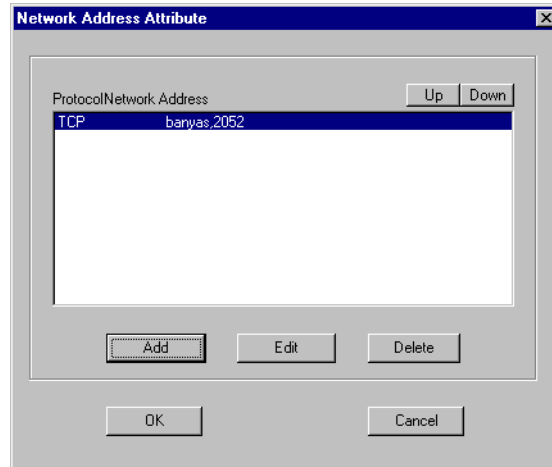 Network Address Attribute
ProtocolNetwork Address
Up Down
TCP banyas,2052
Add Edit Delete
OK Cancel